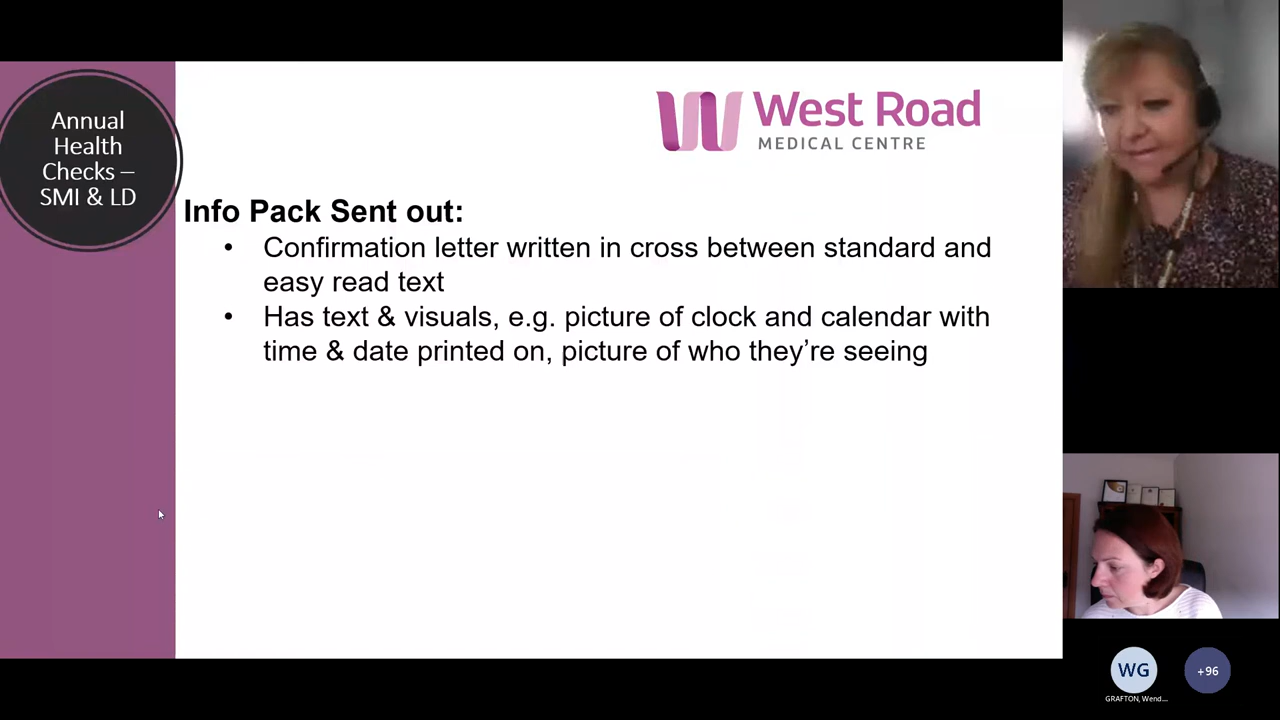 Annual
Health
Checks –
SMI & LD
West Road
MEDICAL CENTRE
Info Pack Sent out:
• Confirmation letter written in cross between standard and
easy read text
• Has text & visuals, e.g. picture of clock and calendar with
time & date printed on, picture of who they’re seeing
WG
+96
GRAFTON, Wend...